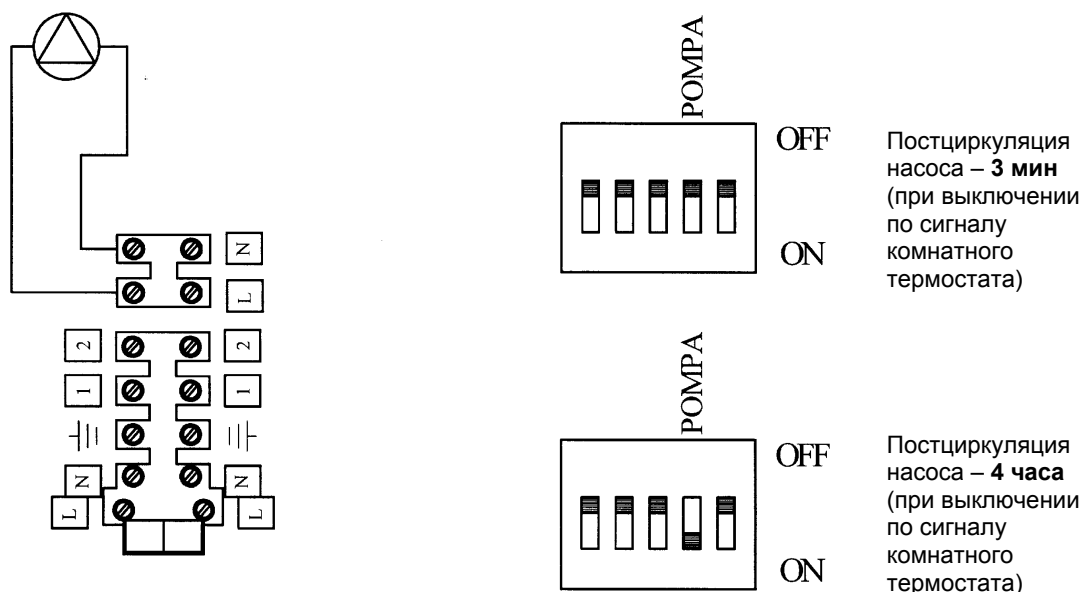 POMPA
OFF
ON
Постциркуляция
насоса – 3 мин
(при выключении
по сигналу
комнатного
термостата)
N
L
2 2
1 1
N N
L L
POMPA
OFF
ON
Постциркуляция
насоса – 4 часа
(при выключении
по сигналу
комнатного
термостата)